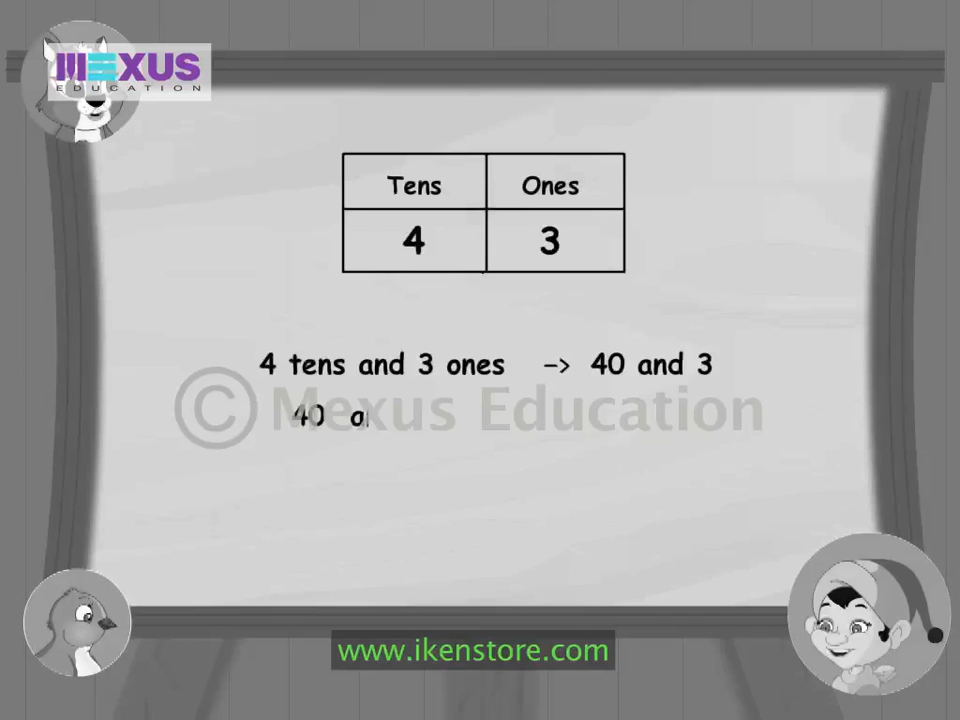 MEXUS
EDUCATION
Tens Ones
4 3
4 tens and 3 ones –> 40 and 3
40
© Mexus Education
www.ikenstore.com